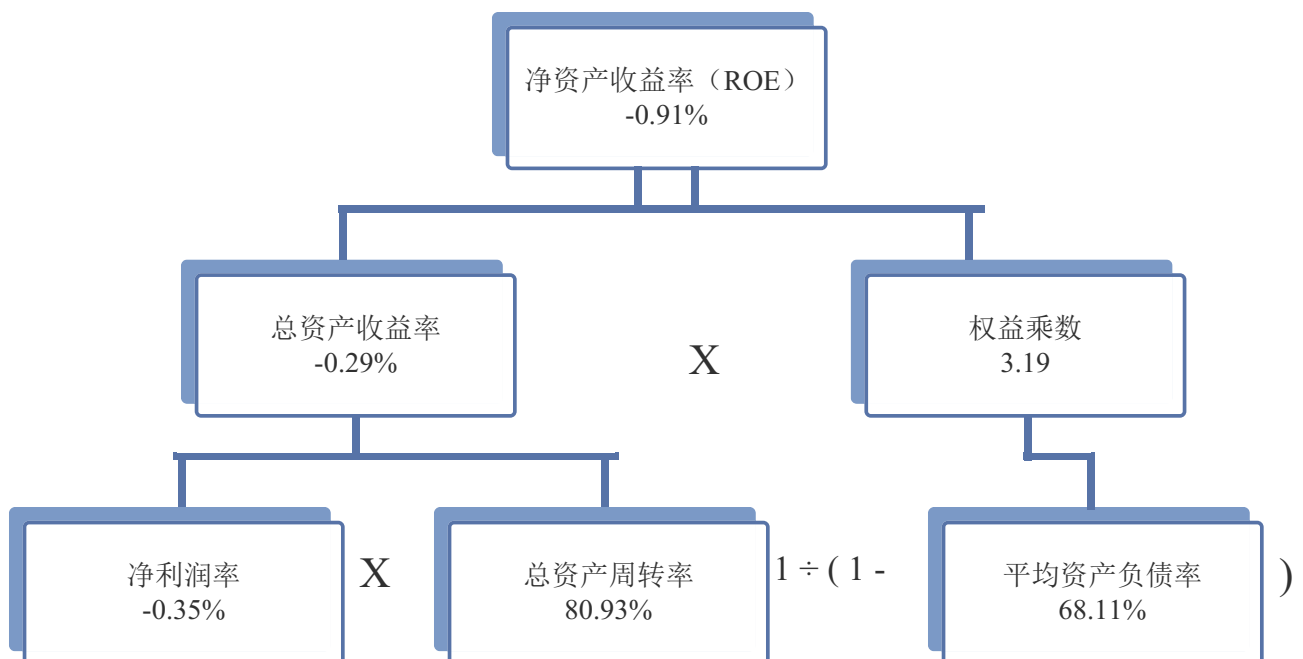 净资产收益率（ROE）
-0.91%
总资产收益率
-0.29%
X
权益乘数
3.19
净利润率
-0.35%
X
总资产周转率
80.93%
1 ÷ ( 1 -
平均资产负债率
68.11%
)